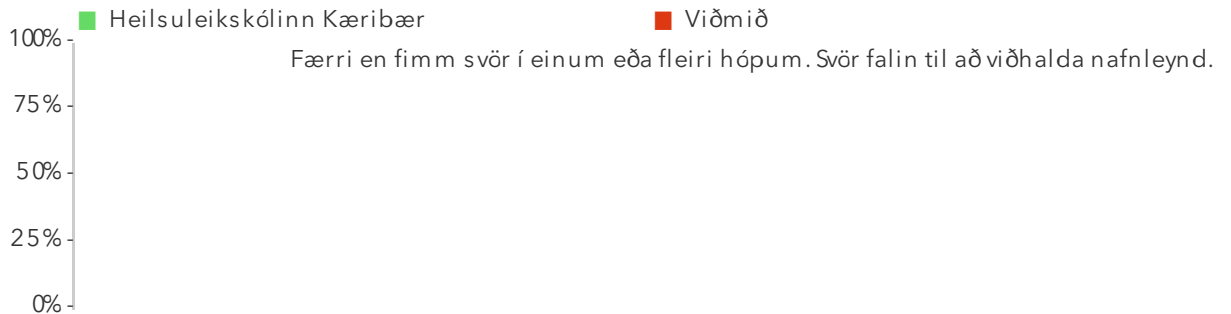 Heilsuleikskólinn Kæribær Viðmið
100%
Færri en fimm svör í einum eða fleiri hópum. Svör falin til að viðhalda nafnleynd.
75%
50%
25%
0%